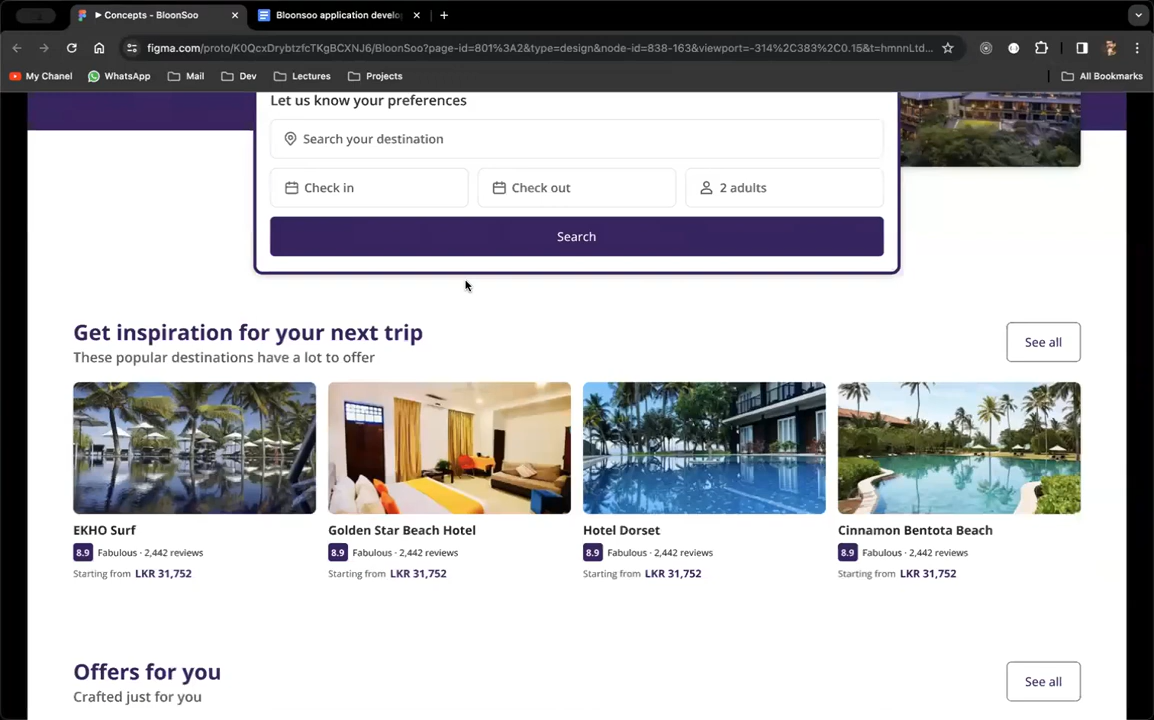 ▶ Concepts - BloonSoo
Bloonsoo application develo
figma.com/proto/K0QcxDrybtzfcTKgBCXNJ6/BloonSoo?page-id=801%3A2&type=design&node-id=838-163&viewport=-314%2C383%2C0.15&t=hmnnLtd...
My Chanel
WhatsApp
Mail
Dev
Lectures
Projects
All Bookmarks
Let us know your preferences
Search your destination
Check in
Check out
2 adults
Search
Get inspiration for your next trip
These popular destinations have a lot to offer
See all
EKHO Surf
8.9 Fabulous · 2,442 reviews
Starting from LKR 31,752
Golden Star Beach Hotel
8.9 Fabulous · 2,442 reviews
Starting from LKR 31,752
Hotel Dorset
8.9 Fabulous · 2,442 reviews
Starting from LKR 31,752
Cinnamon Bentota Beach
8.9 Fabulous · 2,442 reviews
Starting from LKR 31,752
Offers for you
Crafted just for you
See all